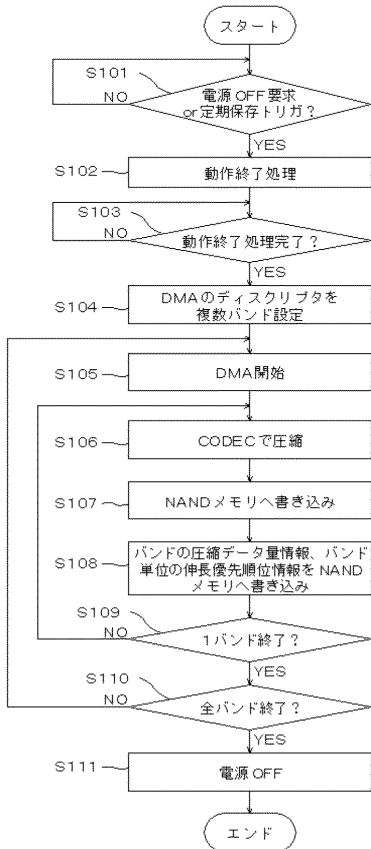 スタート
S101
電源OFF要求
or定期保存トリガ？
NO
YES
S102
動作終了処理
S103
動作終了処理完了？
NO
YES
S104
DMAのディスクリプタを
複数バンド設定
S105
DMA開始
S106
CODECで圧縮
S107
NANDメモリへ書き込み
S108
バンドの圧縮データ量情報、バンド
単位の伸長優先順位情報をNAND
メモリへ書き込み
S109
1バンド終了？
NO
YES
S110
全バンド終了？
NO
YES
S111
電源OFF
エンド